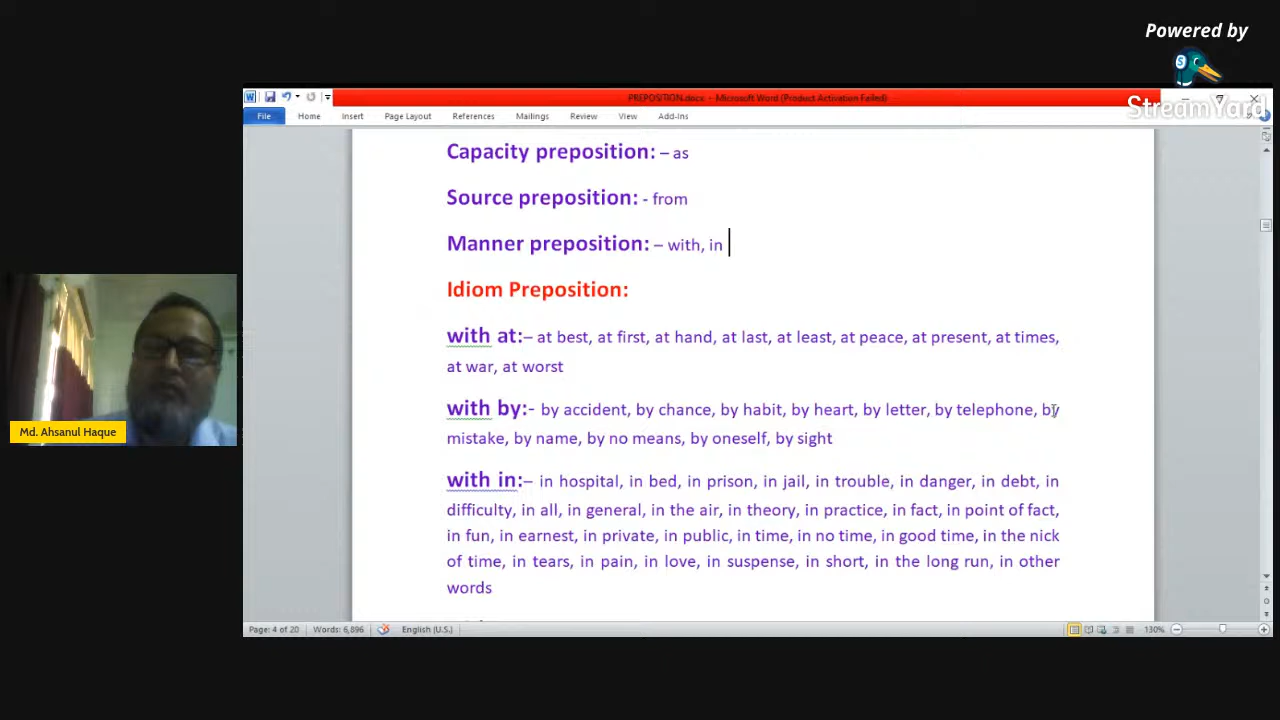 Powered by
StreamYard
PREPOSITION.docx - Microsoft Word (Product Activation Failed)
File Home Insert Page Layout References Mailings Review View Add-Ins
Capacity preposition: – as
Source preposition: - from
Manner preposition: – with, in
Idiom Preposition:
with at:– at best, at first, at hand, at last, at least, at peace, at present, at times,
at war, at worst
with by:- by accident, by chance, by habit, by heart, by letter, by telephone, by
mistake, by name, by no means, by oneself, by sight
with in:– in hospital, in bed, in prison, in jail, in trouble, in danger, in debt, in
difficulty, in all, in general, in the air, in theory, in practice, in fact, in point of fact,
in fun, in earnest, in private, in public, in time, in no time, in good time, in the nick
of time, in tears, in pain, in love, in suspense, in short, in the long run, in other
words
Md. Ahsanul Haque
Page: 4 of 20 Words: 6,896 English (U.S.) 130%